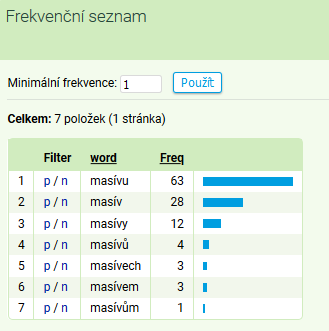 Frekvenční seznam
Minimální frekvence: 1 Použít
Celkem: 7 položek (1 stránka)
Filter word Freq
1 p / n masívu 63
2 p / n masív 28
3 p / n masívy 12
4 p / n masívů 4
5 p / n masívech 3
6 p / n masívem 3
7 p / n masívům 1